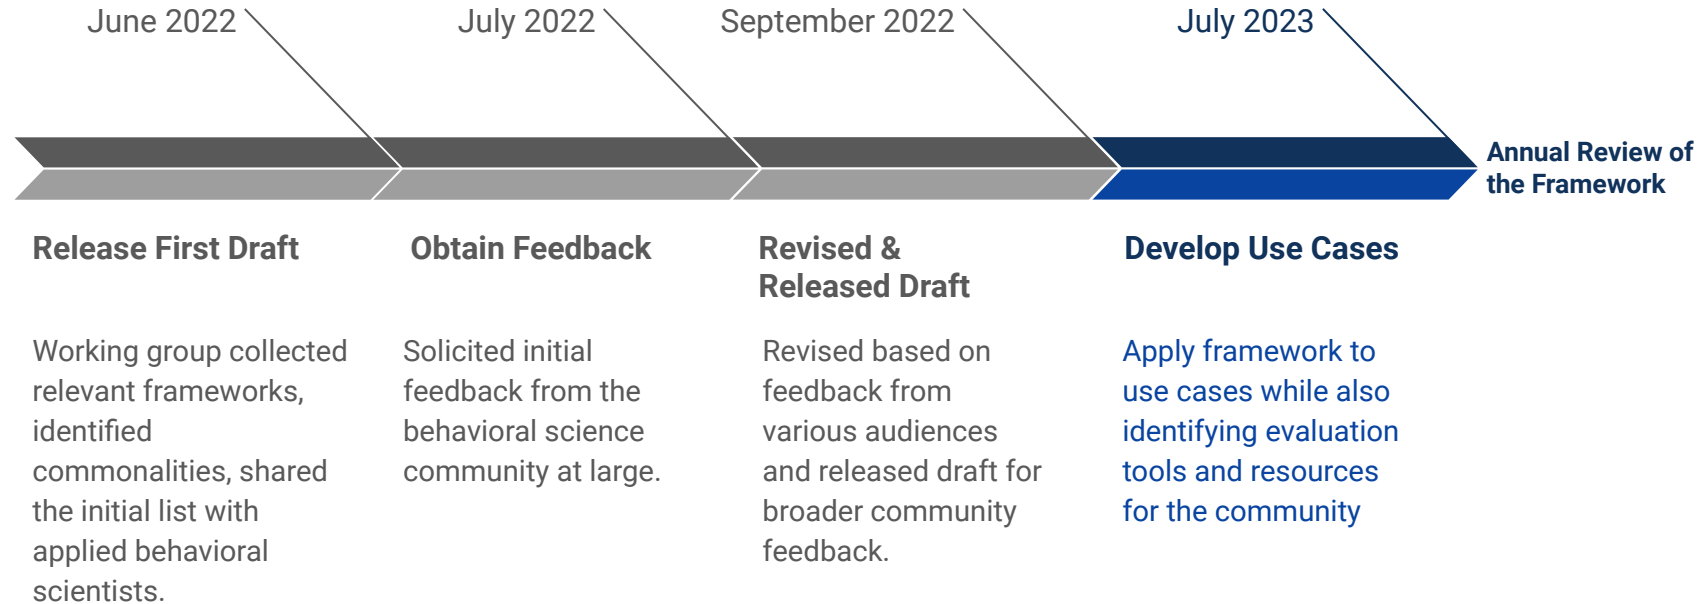 June 2022
July 2022
September 2022
July 2023
Annual Review of
the Framework
Release First Draft
Working group collected
relevant frameworks,
identified
commonalities, shared
the initial list with
applied behavioral
scientists.
Obtain Feedback
Solicited initial
feedback from the
behavioral science
community at large.
Revised &
Released Draft
Revised based on
feedback from
various audiences
and released draft for
broader community
feedback.
Develop Use Cases
Apply framework to
use cases while also
identifying evaluation
tools and resources
for the community